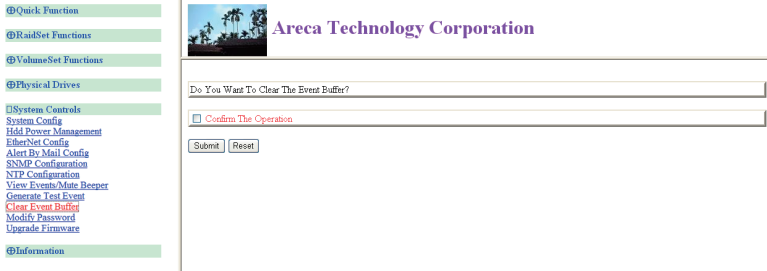 Quick Function
RaidSet Functions
VolumeSet Functions
Physical Drives
System Controls
System Config
Hdd Power Management
EtherNet Config
Alert By Mail Config
SNMP Configuration
NTP Configuration
View Events/Mute Beeper
Generate Test Event
Clear Event Buffer
Modify Password
Upgrade Firmware
Information
Areca Technology Corporation
Do You Want To Clear The Event Buffer?
Confirm The Operation
Submit Reset